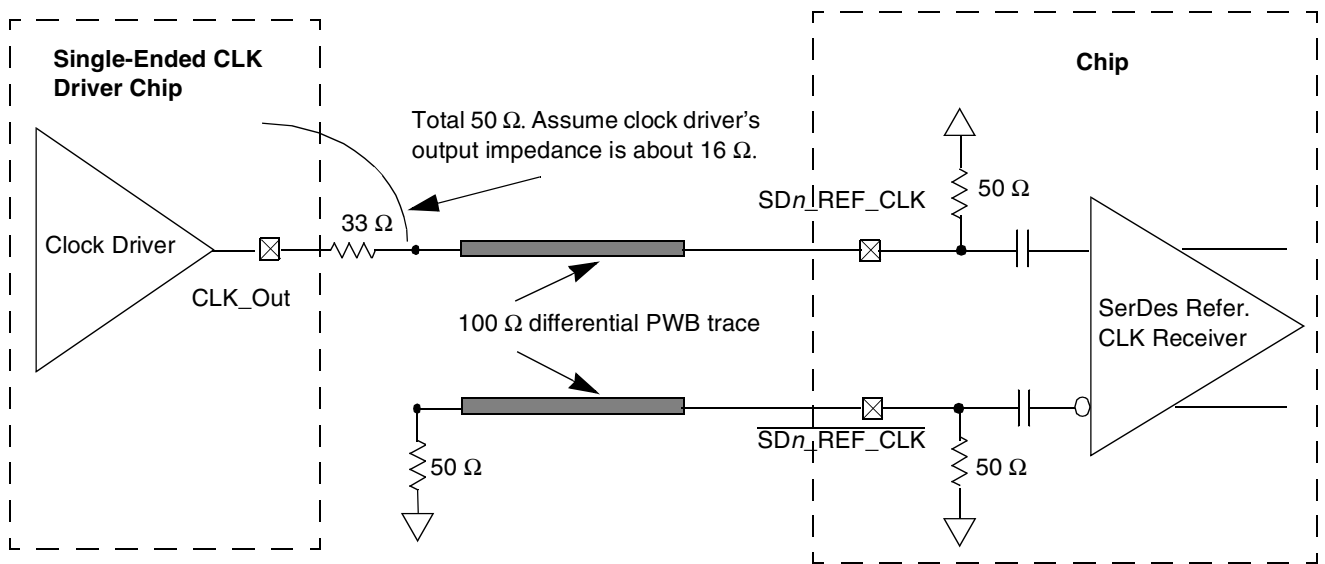 Single-Ended CLK
Driver Chip
Chip
Total 50 Ω. Assume clock driver's
output impedance is about 16 Ω.
SDn_REF_CLK
50 Ω
33 Ω
Clock Driver
CLK_Out
100 Ω differential PWB trace
SerDes Refer.
CLK Receiver
SDn_REF_CLK
50 Ω
50 Ω